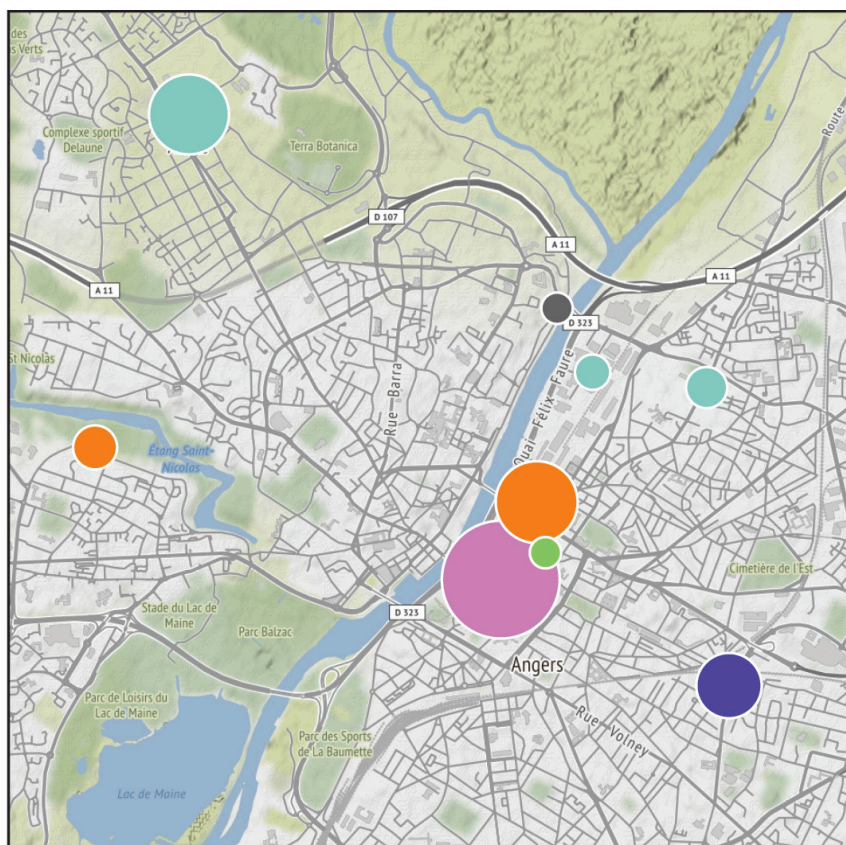 des
s Verts
Complexe sportif
Delaune
Terra Botanica
Route
D 107
A 11
A 11
A 11
D 323
St Nicolas
Rue Barra
Quai Félix Faure
Étang Saint-
Nicolas
Cimetière de l'Est
Stade du Lac de
Maine
D 323
Parc Balzac
Angers
Parc de Loisirs du
Lac de Maine
Rue Volney
Parc des Sports
de La Baumette
Lac de Maine